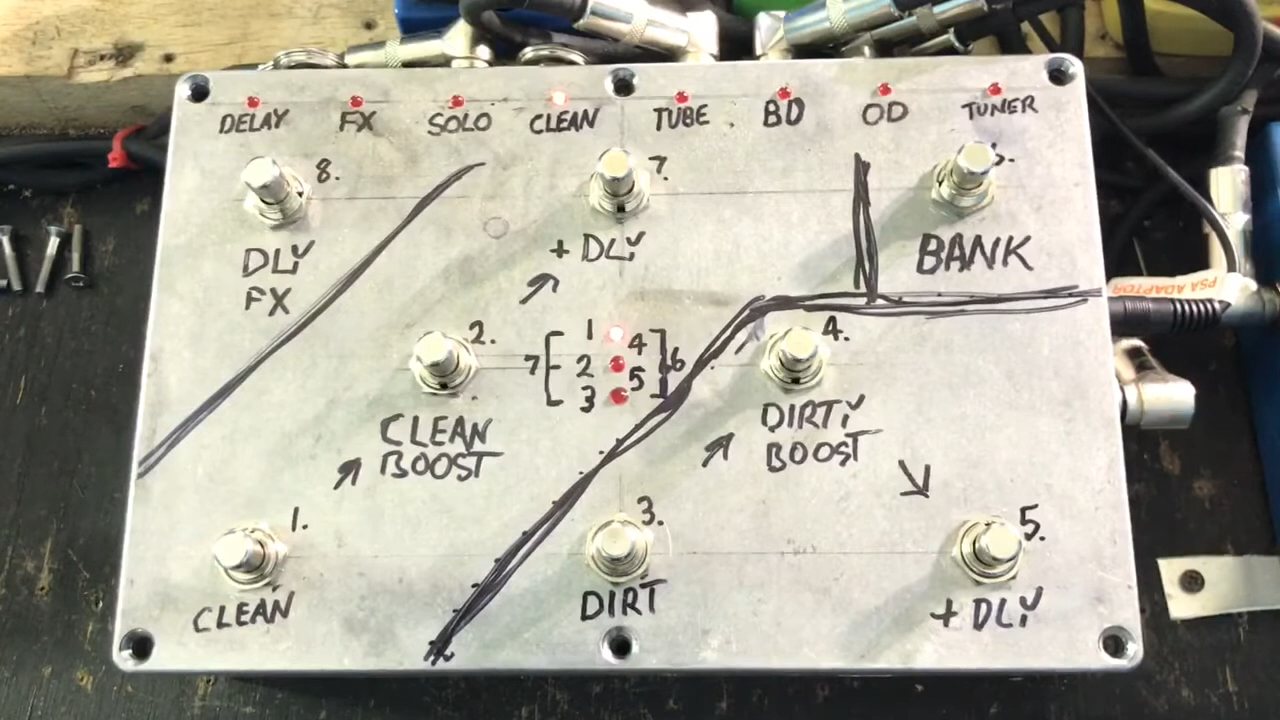 DELAY FX SOLO CLEAN TUBE BD OD TUNER
8. 7. 6.
DLY
FX
+ DLY
BANK
2.
7 [ 1 4 ] 6
2 5
3
4.
CLEAN
BOOST
DIRTY
BOOST
1.
3.
5.
CLEAN
DIRT
+ DLY
PSA ADAPTOR